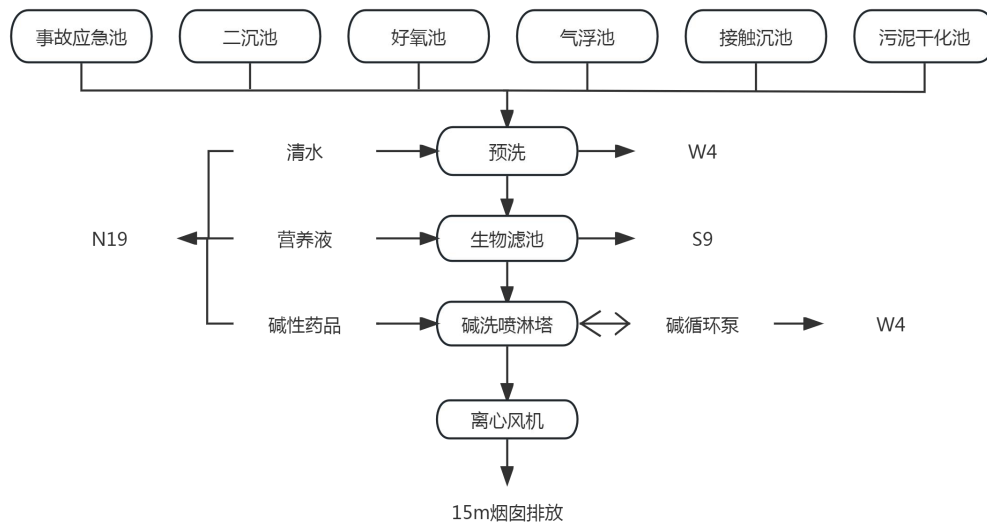 事故应急池
二沉池
好氧池
气浮池
接触沉池
污泥干化池
清水
预洗
W4
N19
营养液
生物滤池
S9
碱性药品
碱洗喷淋塔
碱循环泵
W4
离心风机
15m烟囱排放